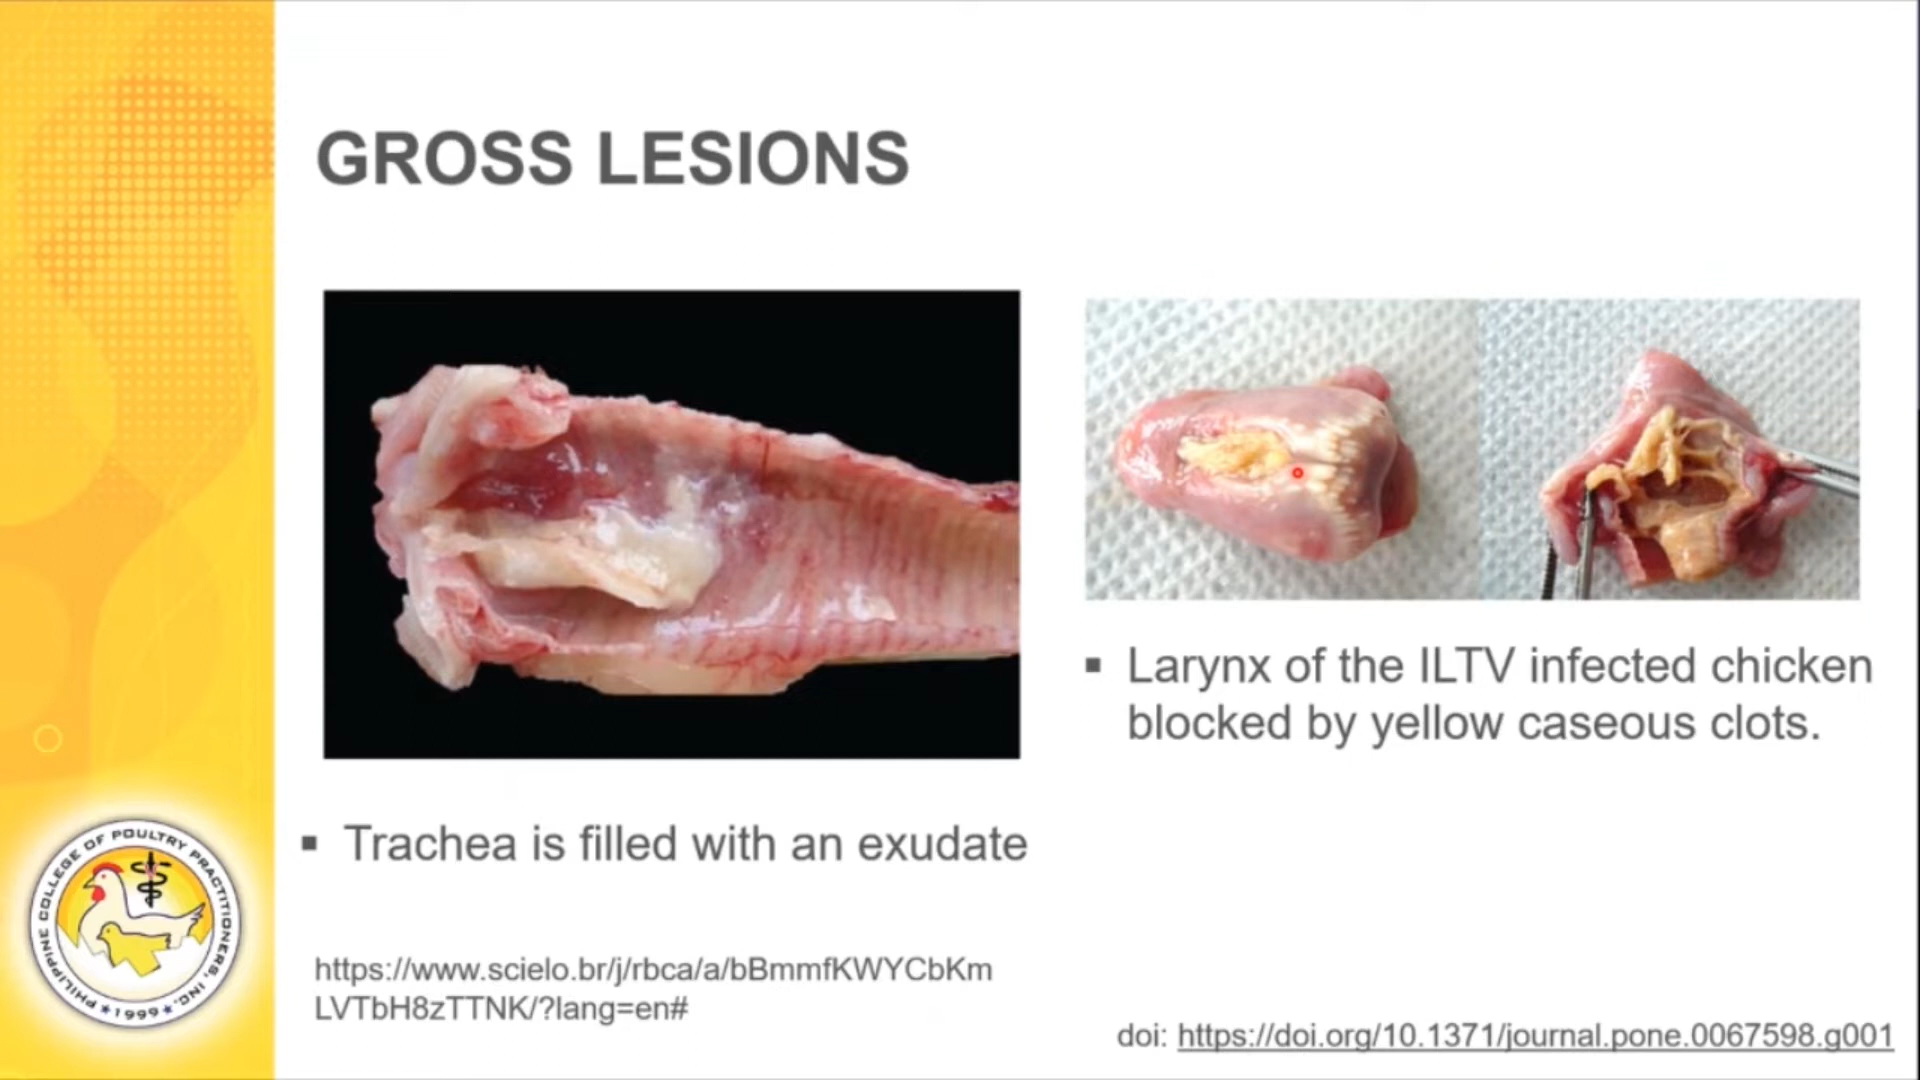 GROSS LESIONS
▪ Trachea is filled with an exudate
https://www.scielo.br/j/rbca/a/bBmmfKWYCbKm
LVTbH8zTTNK/?lang=en#
▪ Larynx of the ILTV infected chicken
blocked by yellow caseous clots.
doi: https://doi.org/10.1371/journal.pone.0067598.g001
PHILIPPINE COLLEGE OF POULTRY PRACTITIONERS, INC.
★1999★